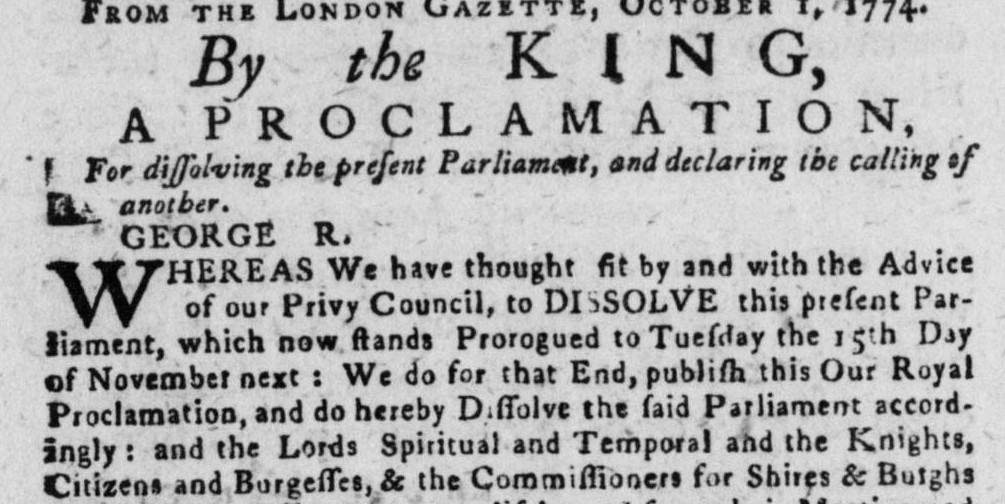 FROM THE LONDON GAZETTE, OCTOBER 1, 1774.
By the KING,
A PROCLAMATION,
For diſſolving the preſent Parliament, and declaring the calling of
another.
GEORGE R.
WHEREAS We have thought fit by and with the Advice
of our Privy Council, to DISSOLVE this preſent Par-
liament, which now ſtands Prorogued to Tueſday the 15th Day
of November next : We do for that End, publiſh this Our Royal
Proclamation, and do hereby Diſſolve the ſaid Parliament accord-
ingly : and the Lords Spiritual and Temporal and the Knights,
Citizens and Burgeſſes, & the Commiſſioners for Shires & Burghs